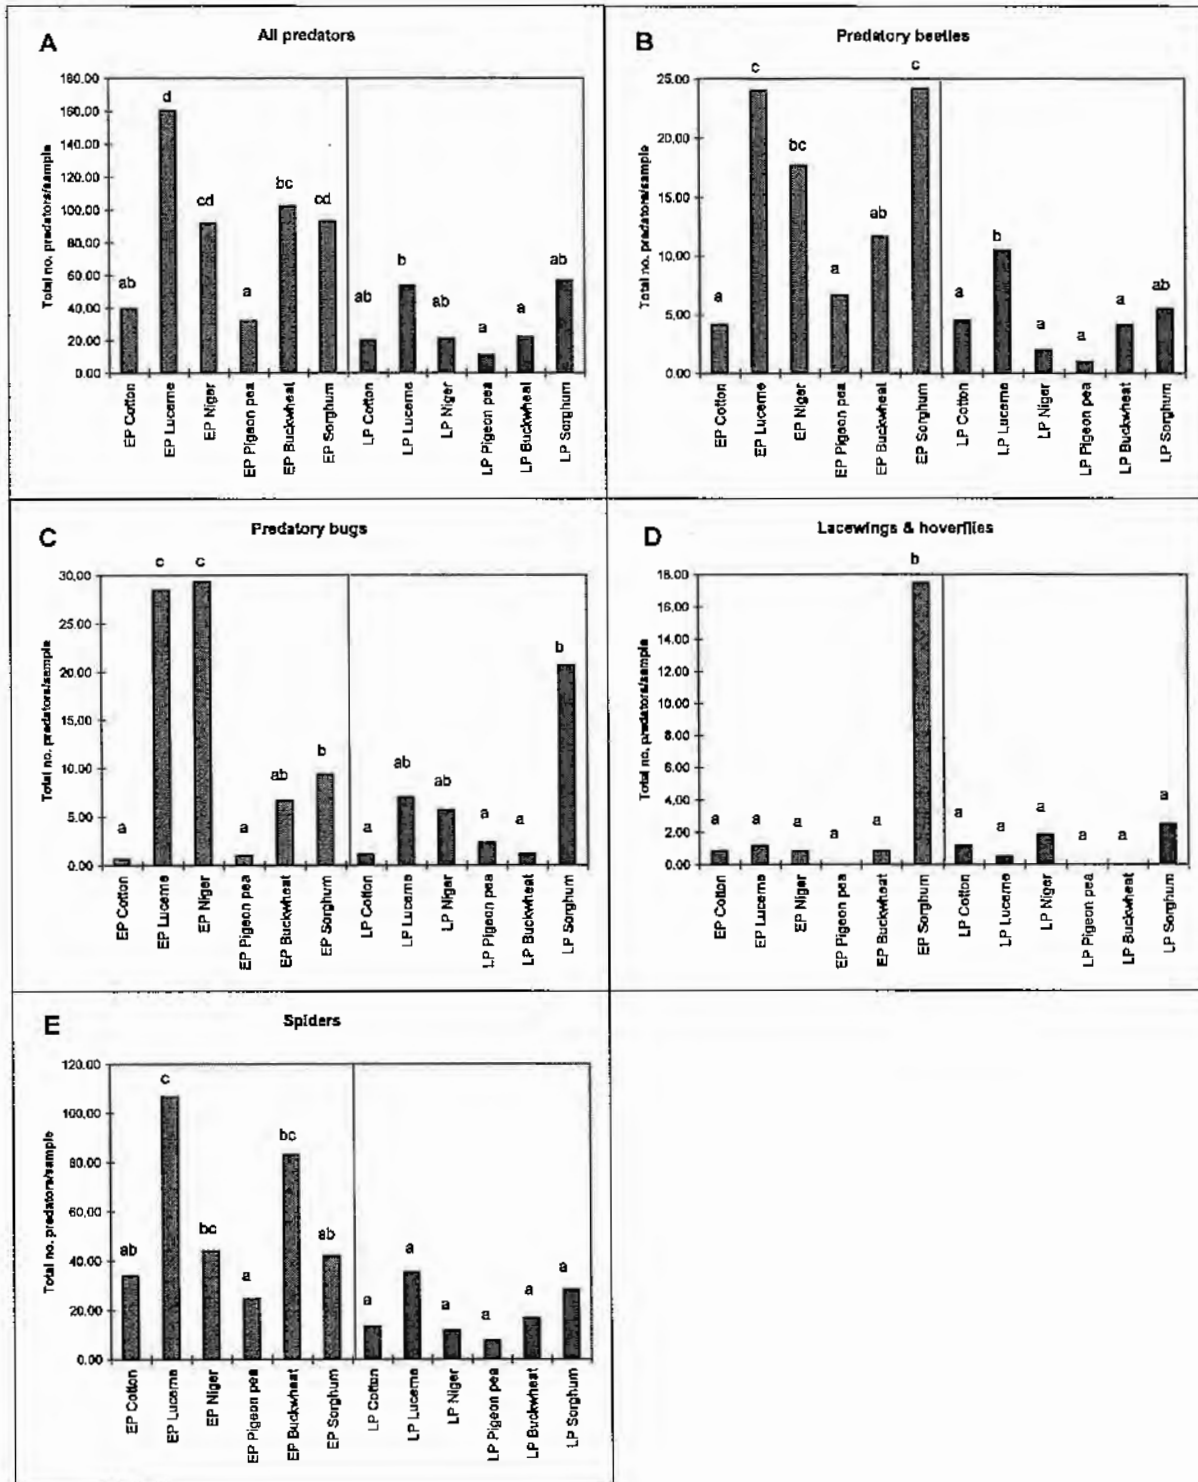 A
All predators
Total no. predators/sample
180.00
160.00
140.00
120.00
100.00
80.00
60.00
40.00
20.00
0.00
ab
d
cd
a
bc
cd
ab
b
ab
a
a
ab
EP Cotton
EP Lucerne
EP Niger
EP Pigeon pea
EP Buckwheat
EP Sorghum
LP Cotton
LP Lucerne
LP Niger
LP Pigeon pea
LP Buckwheat
LP Sorghum
B
Predatory beetles
Total no. predators/sample
25.00
20.00
15.00
10.00
5.00
0.00
a
c
bc
a
ab
c
a
b
a
a
a
ab
EP Cotton
EP Lucerne
EP Niger
EP Pigeon pea
EP Buckwheat
EP Sorghum
LP Cotton
LP Lucerne
LP Niger
LP Pigeon pea
LP Buckwheat
LP Sorghum
C
Predatory bugs
Total no. predators/sample
30.00
25.00
20.00
15.00
10.00
5.00
0.00
a
c
c
a
ab
b
a
ab
ab
a
a
b
EP Cotton
EP Lucerne
EP Niger
EP Pigeon pea
EP Buckwheat
EP Sorghum
LP Cotton
LP Lucerne
LP Niger
LP Pigeon pea
LP Buckwheat
LP Sorghum
D
Lacewings & hoverflies
Total no. predators/sample
18.00
16.00
14.00
12.00
10.00
8.00
6.00
4.00
2.00
0.00
a
a
a
a
a
b
a
a
a
a
a
a
EP Cotton
EP Lucerne
EP Niger
EP Pigeon pea
EP Buckwheat
EP Sorghum
LP Cotton
LP Lucerne
LP Niger
LP Pigeon pea
LP Buckwheat
LP Sorghum
E
Spiders
Total no. predators/sample
120.00
100.00
80.00
60.00
40.00
20.00
0.00
ab
c
bc
a
bc
ab
a
a
a
a
a
a
EP Cotton
EP Lucerne
EP Niger
EP Pigeon pea
EP Buckwheat
EP Sorghum
LP Cotton
LP Lucerne
LP Niger
LP Pigeon pea
LP Buckwheat
LP Sorghum